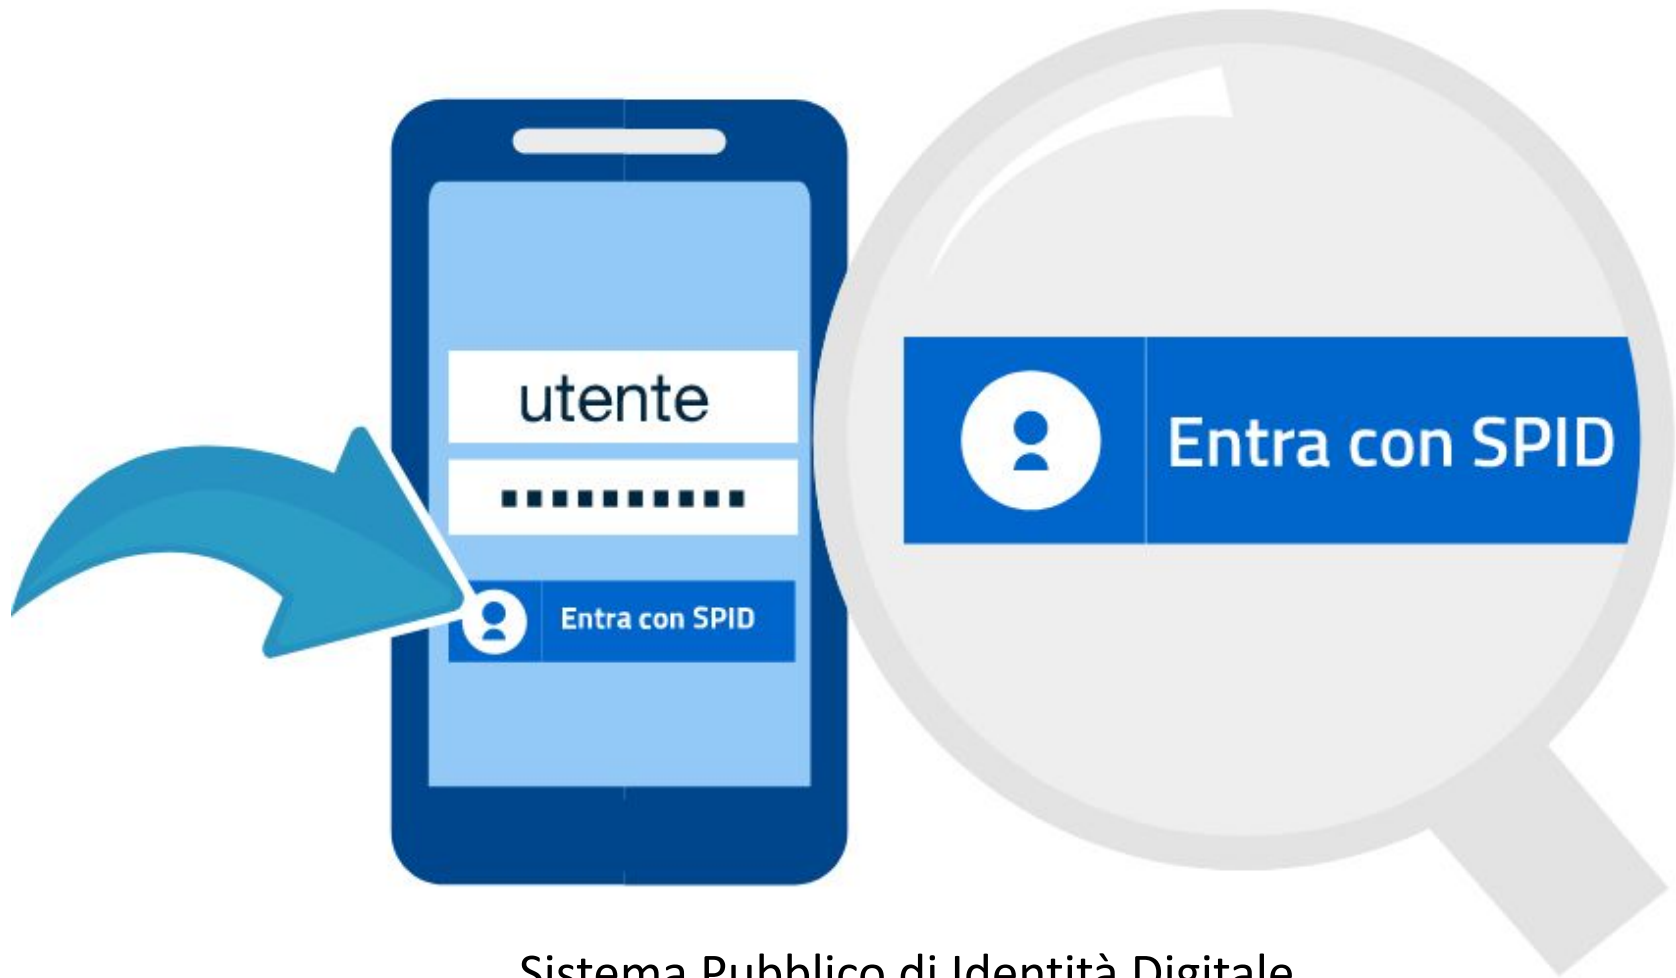 utente
Entra con SPID
Entra con SPID
Sistema Pubblico di Identità Digitale